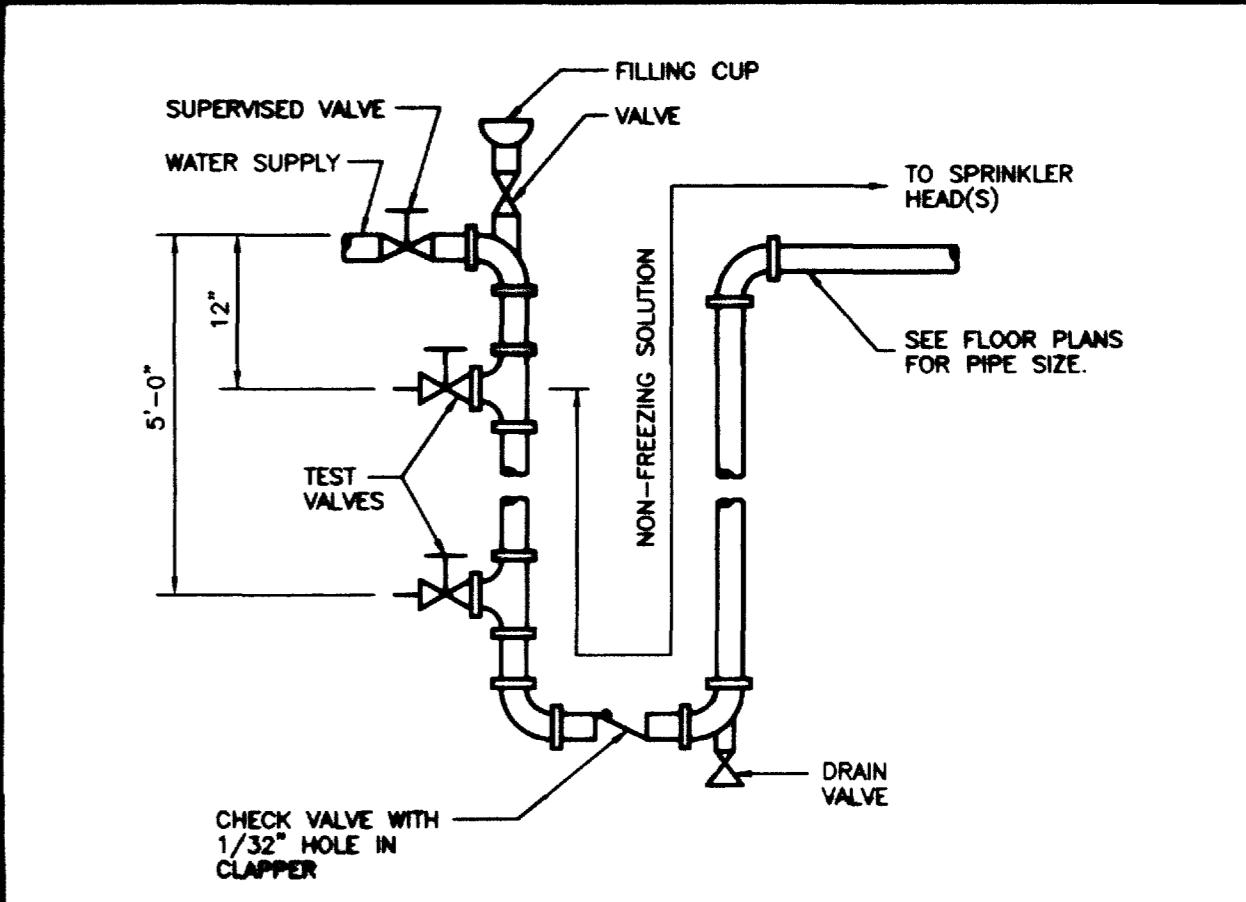 FILLING CUP
SUPERVISED VALVE
VALVE
WATER SUPPLY
TO SPRINKLER
HEAD(S)
12"
5'-0"
NON-FREEZING SOLUTION
SEE FLOOR PLANS
FOR PIPE SIZE.
TEST
VALVES
DRAIN
VALVE
CHECK VALVE WITH
1/32" HOLE IN
CLAPPER